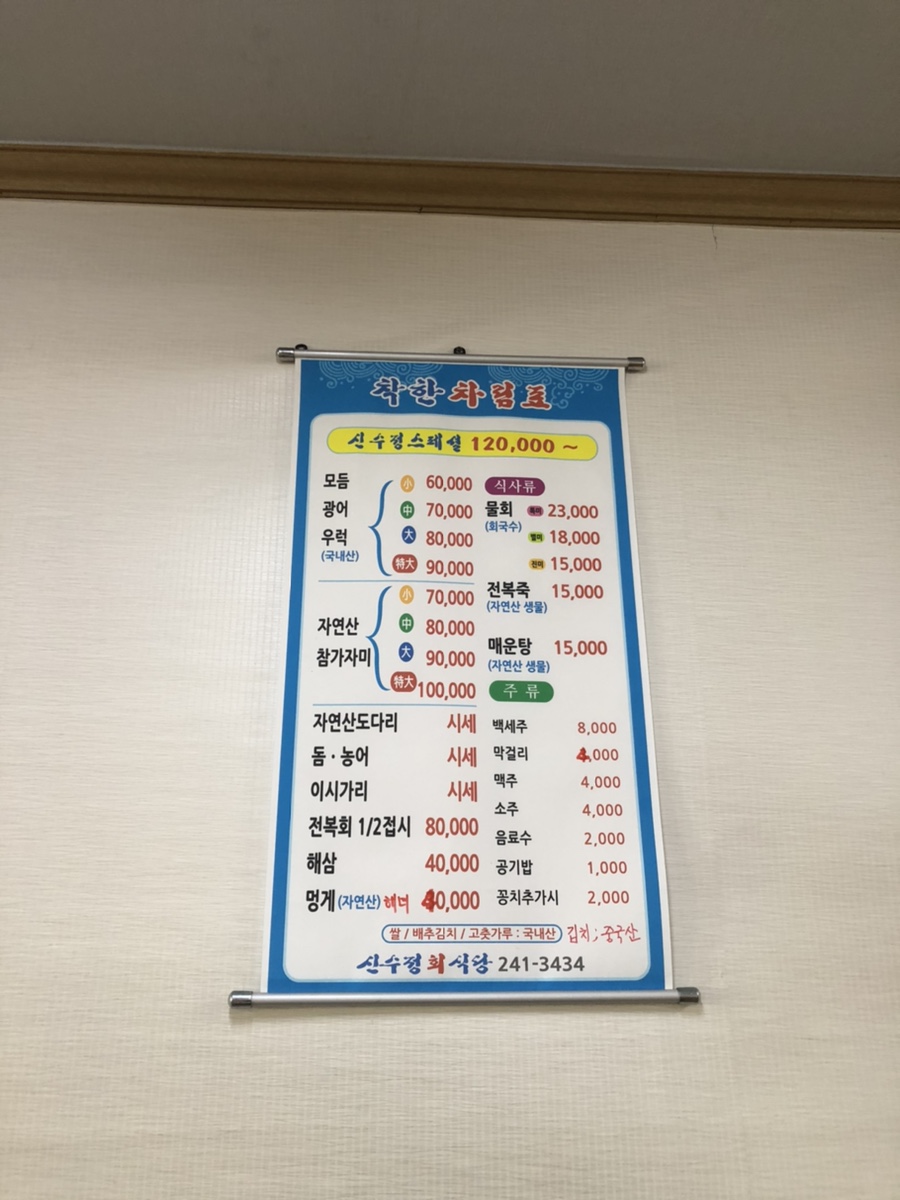 착한 차림표
신수정스페셜 120,000 ~
모듬
광어
우럭
(국내산)
小 60,000
中 70,000
大 80,000
特大 90,000
자연산
참가자미
小 70,000
中 80,000
大 90,000
特大 100,000
자연산도다리 시세
돔 · 농어 시세
이시가리 시세
전복회 1/2접시 80,000
해삼 40,000
멍게 (자연산) 해녀 0,000
식사류
물회 특미 23,000
(회국수)
별미 18,000
진미 15,000
전복죽 15,000
(자연산 생물)
매운탕 15,000
(자연산 생물)
주 류
백세주 8,000
막걸리 ,000
맥주 4,000
소주 4,000
음료수 2,000
공기밥 1,000
꽁치추가시 2,000
쌀 / 배추김치 / 고춧가루 : 국내산 김치 ; 중국산
신수정 회 식당 241-3434